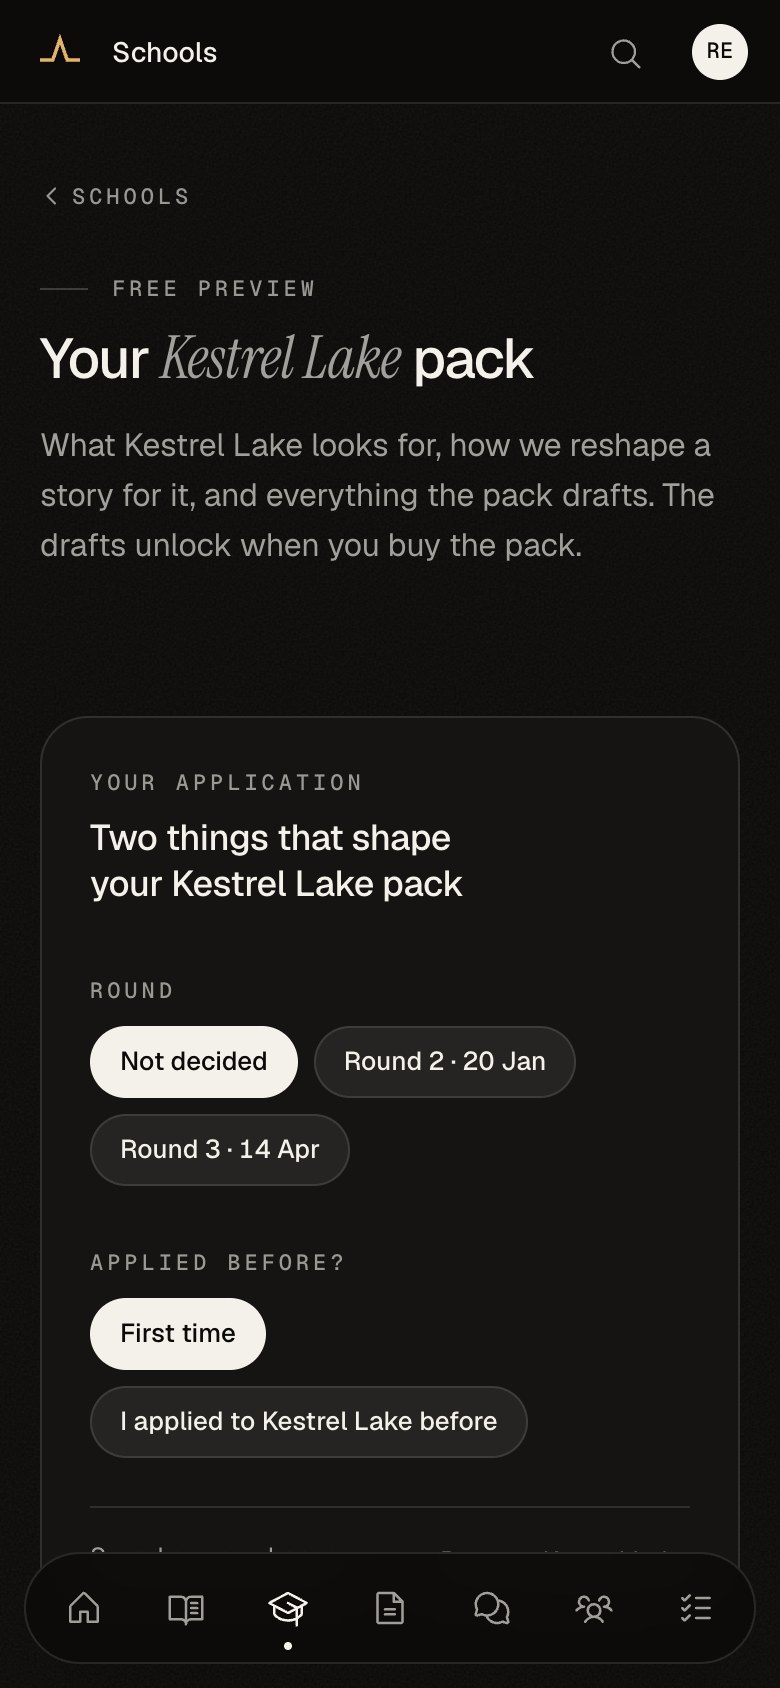 Schools
RE
SCHOOLS
FREE PREVIEW
Your Kestrel Lake pack
What Kestrel Lake looks for, how we reshape a
story for it, and everything the pack drafts. The
drafts unlock when you buy the pack.
YOUR APPLICATION
Two things that shape
your Kestrel Lake pack
ROUND
Not decided
Round 2 · 20 Jan
Round 3 · 14 Apr
APPLIED BEFORE?
First time
I applied to Kestrel Lake before